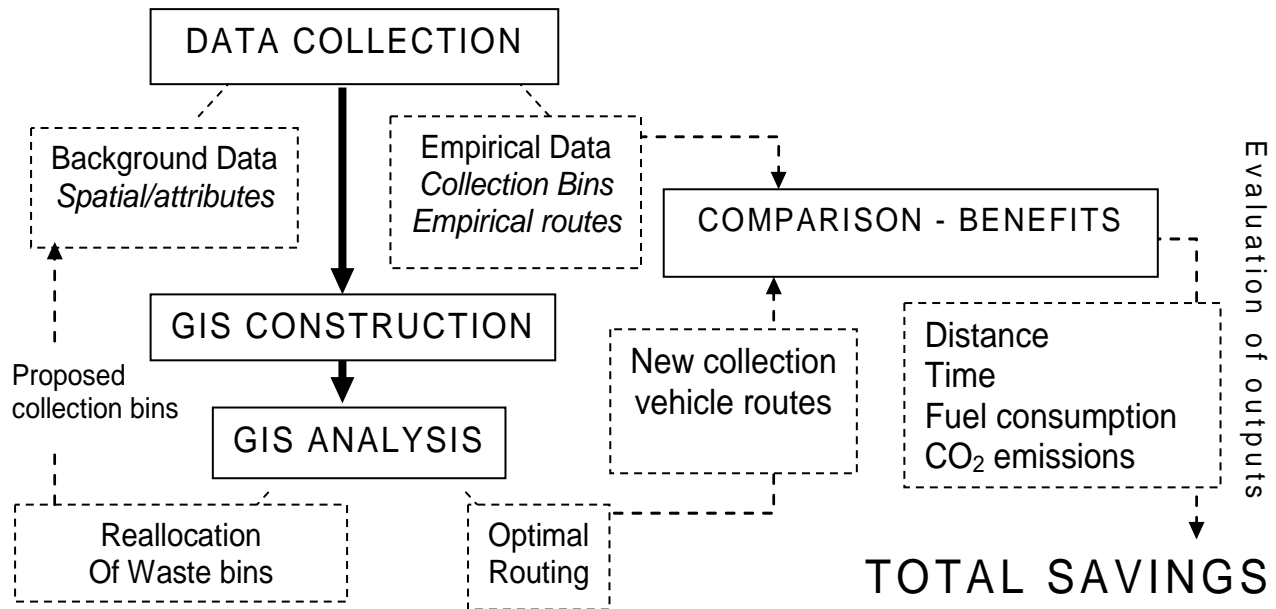 DATA COLLECTION
Background Data
Spatial/attributes
Empirical Data
Collection Bins
Empirical routes
COMPARISON - BENEFITS
Evaluation of outputs
GIS CONSTRUCTION
Proposed
collection bins
New collection
vehicle routes
Distance
Time
Fuel consumption
CO₂ emissions
GIS ANALYSIS
Reallocation
Of Waste bins
Optimal
Routing
TOTAL SAVINGS